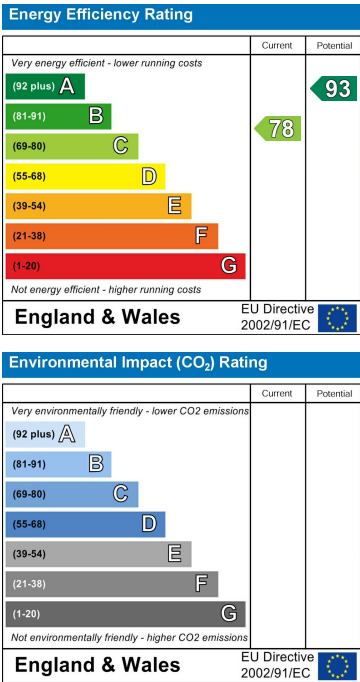 Energy Efficiency Rating
Current Potential
Very energy efficient - lower running costs
(92 plus) A
93
(81-91) B
78
(69-80) C
(55-68) D
(39-54) E
(21-38) F
(1-20) G
Not energy efficient - higher running costs
England & Wales
EU Directive
2002/91/EC
Environmental Impact (CO₂) Rating
Current Potential
Very environmentally friendly - lower CO2 emissions
(92 plus) A
(81-91) B
(69-80) C
(55-68) D
(39-54) E
(21-38) F
(1-20) G
Not environmentally friendly - higher CO2 emissions
England & Wales
EU Directive
2002/91/EC